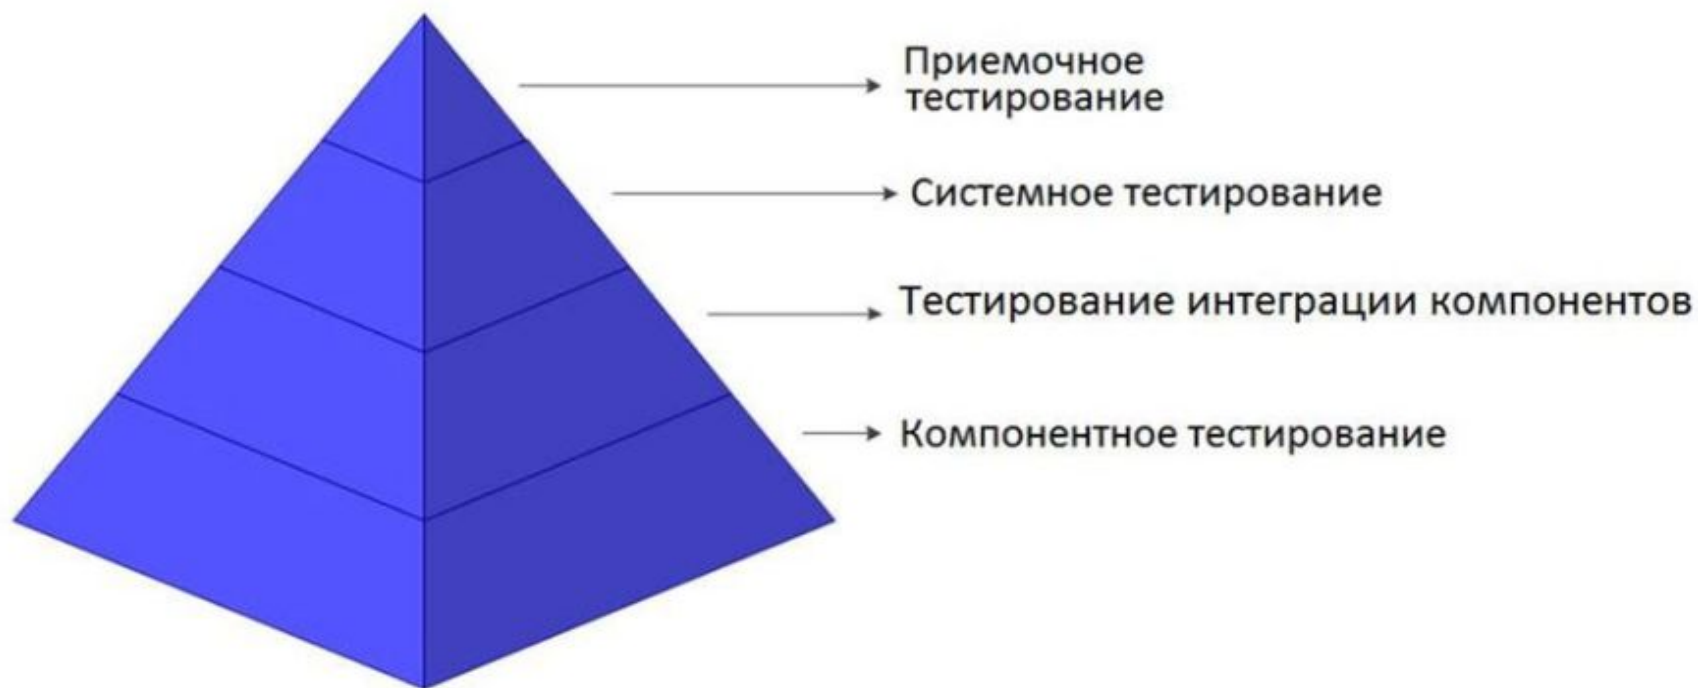 Приемочное
тестирование
Системное тестирование
Тестирование интеграции компонентов
Компонентное тестирование